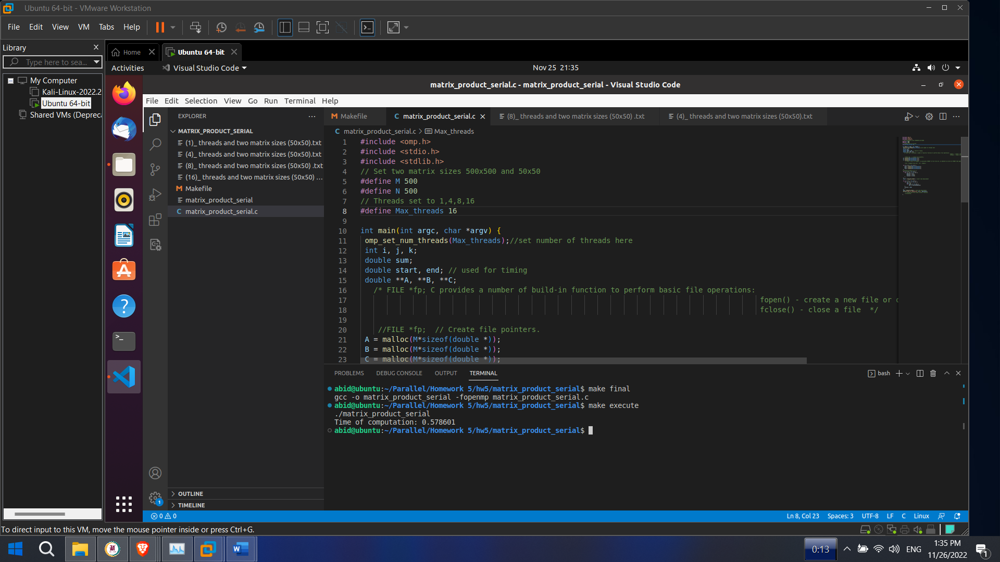 Ubuntu 64-bit - VMware Workstation
File Edit View VM Tabs Help
Library
Type here to sea...
My Computer
Kali-Linux-2022.2
Ubuntu 64-bit
Shared VMs (Depreca
Home
Ubuntu 64-bit
Activities
Visual Studio Code
Nov 25 21:35
matrix_product_serial.c - matrix_product_serial - Visual Studio Code
File Edit Selection View Go Run Terminal Help
EXPLORER
MATRIX_PRODUCT_SERIAL
(1)_ threads and two matrix sizes (50x50).txt
(4)_ threads and two matrix sizes (50x50).txt
(8)_ threads and two matrix sizes (50x50) .txt
(16)_ threads and two matrix sizes (50x50) ...
M Makefile
matrix_product_serial
C matrix_product_serial.c
OUTLINE
TIMELINE
M Makefile
C matrix_product_serial.c
(8)_ threads and two matrix sizes (50x50) .txt
(4)_ threads and two matrix sizes (50x50).txt
C matrix_product_serial.c > Max_threads
1 #include <omp.h>
2 #include <stdio.h>
3 #include <stdlib.h>
4 // Set two matrix sizes 500x500 and 50x50
5 #define M 500
6 #define N 500
7 // Threads set to 1,4,8,16
8 #define Max_threads 16
9
10 int main(int argc, char *argv) {
11 omp_set_num_threads(Max_threads);//set number of threads here
12 int i, j, k;
13 double sum;
14 double start, end; // used for timing
15 double **A, **B, **C;
16 /* FILE *fp; C provides a number of build-in function to perform basic file operations:
17 fopen() - create a new file or
18 fclose() - close a file */
19
20 //FILE *fp; // Create file pointers.
21 A = malloc(M*sizeof(double *));
22 B = malloc(M*sizeof(double *));
23 C = malloc(M*sizeof(double *));
PROBLEMS DEBUG CONSOLE OUTPUT TERMINAL
bash
abid@ubuntu:~/Parallel/Homework 5/hw5/matrix_product_serial$ make final
gcc -o matrix_product_serial -fopenmp matrix_product_serial.c
abid@ubuntu:~/Parallel/Homework 5/hw5/matrix_product_serial$ make execute
./matrix_product_serial
Time of computation: 0.578601
abid@ubuntu:~/Parallel/Homework 5/hw5/matrix_product_serial$
1
0 0
Ln 8, Col 23 Spaces: 3 UTF-8 LF C Linux
To direct input to this VM, move the mouse pointer inside or press Ctrl+G.
0:13
ENG
1:35 PM
11/26/2022
1